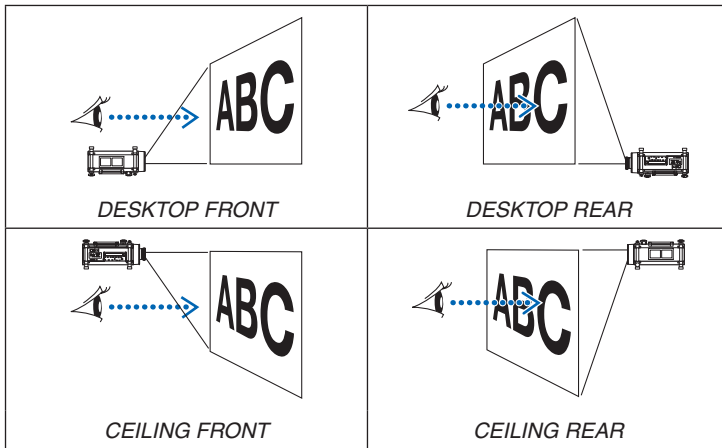 ABC
ABC
DESKTOP FRONT
DESKTOP REAR
ABC
ABC
CEILING FRONT
CEILING REAR